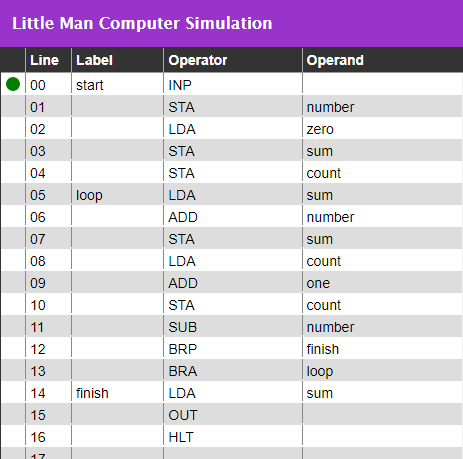 Little Man Computer Simulation
Line Label Operator Operand
00 start INP
01 STA number
02 LDA zero
03 STA sum
04 STA count
05 loop LDA sum
06 ADD number
07 STA sum
08 LDA count
09 ADD one
10 STA count
11 SUB number
12 BRP finish
13 BRA loop
14 finish LDA sum
15 OUT
16 HLT
17